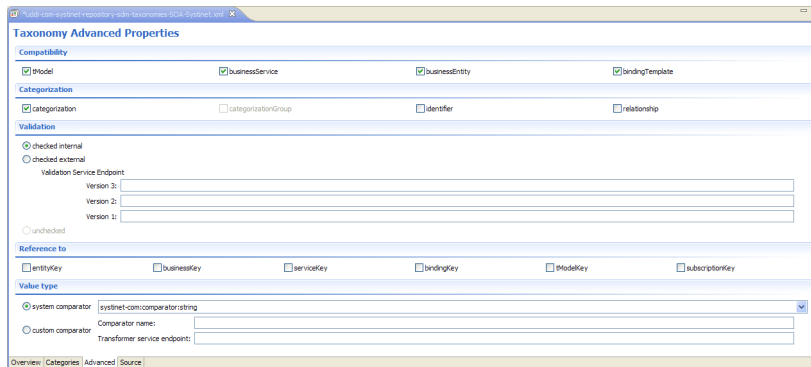 *uddi-com-systinet-repository-sdm-taxonomies-SOA-Systinet.xml
Taxonomy Advanced Properties
Compatibility
tModel businessService businessEntity bindingTemplate
Categorization
categorization categorizationGroup identifier relationship
Validation
checked internal
checked external
Validation Service Endpoint
Version 3:
Version 2:
Version 1:
unchecked
Reference to
entityKey businessKey serviceKey bindingKey tModelKey subscriptionKey
Value type
system comparator systinet-com:comparator:string
custom comparator Comparator name:
Transformer service endpoint:
Overview Categories Advanced Source